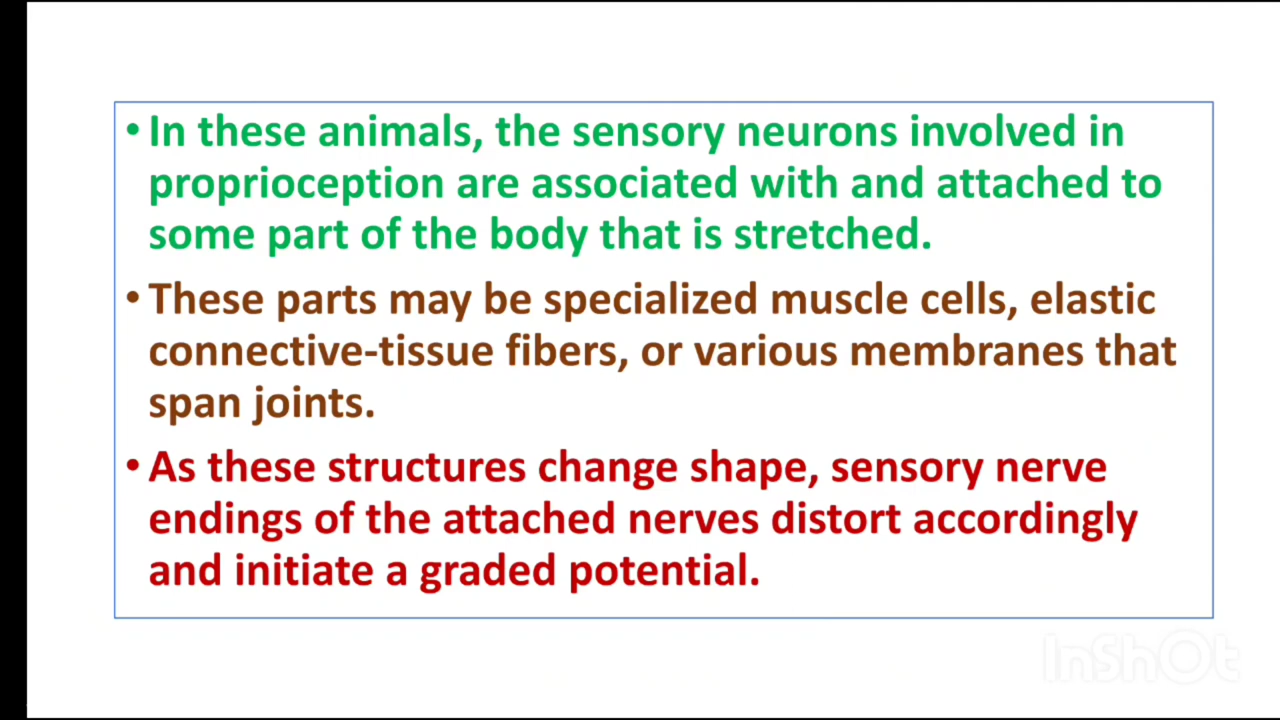 • In these animals, the sensory neurons involved in
proprioception are associated with and attached to
some part of the body that is stretched.
• These parts may be specialized muscle cells, elastic
connective-tissue fibers, or various membranes that
span joints.
• As these structures change shape, sensory nerve
endings of the attached nerves distort accordingly
and initiate a graded potential.
InShOt